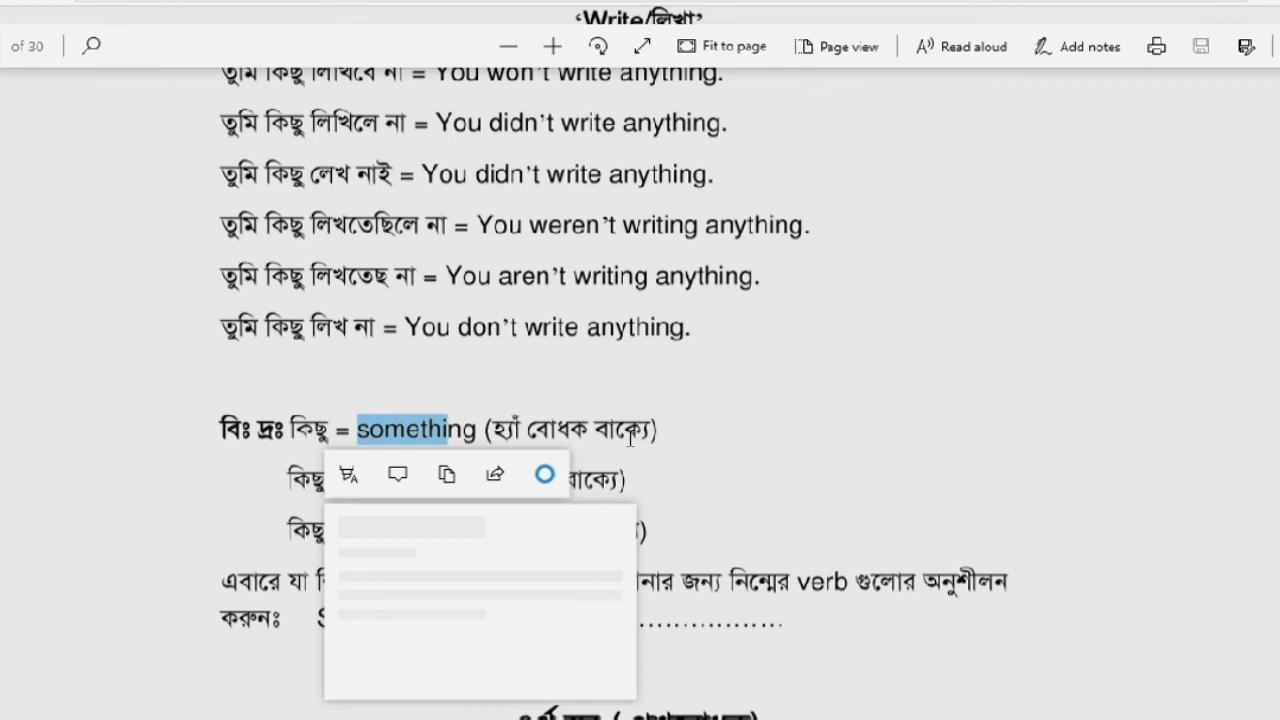 ‘Write/লিখা’
of 30 Fit to page Page view Read aloud Add notes
তুমি কিছু লিখবে না = You won’t write anything.
তুমি কিছু লিখিলে না = You didn’t write anything.
তুমি কিছু লেখ নাই = You didn’t write anything.
তুমি কিছু লিখতেছিলে না = You weren’t writing anything.
তুমি কিছু লিখতেছ না = You aren’t writing anything.
তুমি কিছু লিখ না = You don’t write anything.
বিঃ দ্রঃ কিছু = something (হ্যাঁ বোধক বাক্যে)
কিছু বাক্যে)
কিছু )
এবারে যা জন্য নিন্মের verb গুলোর অনুশীলন
করুনঃ S ..................